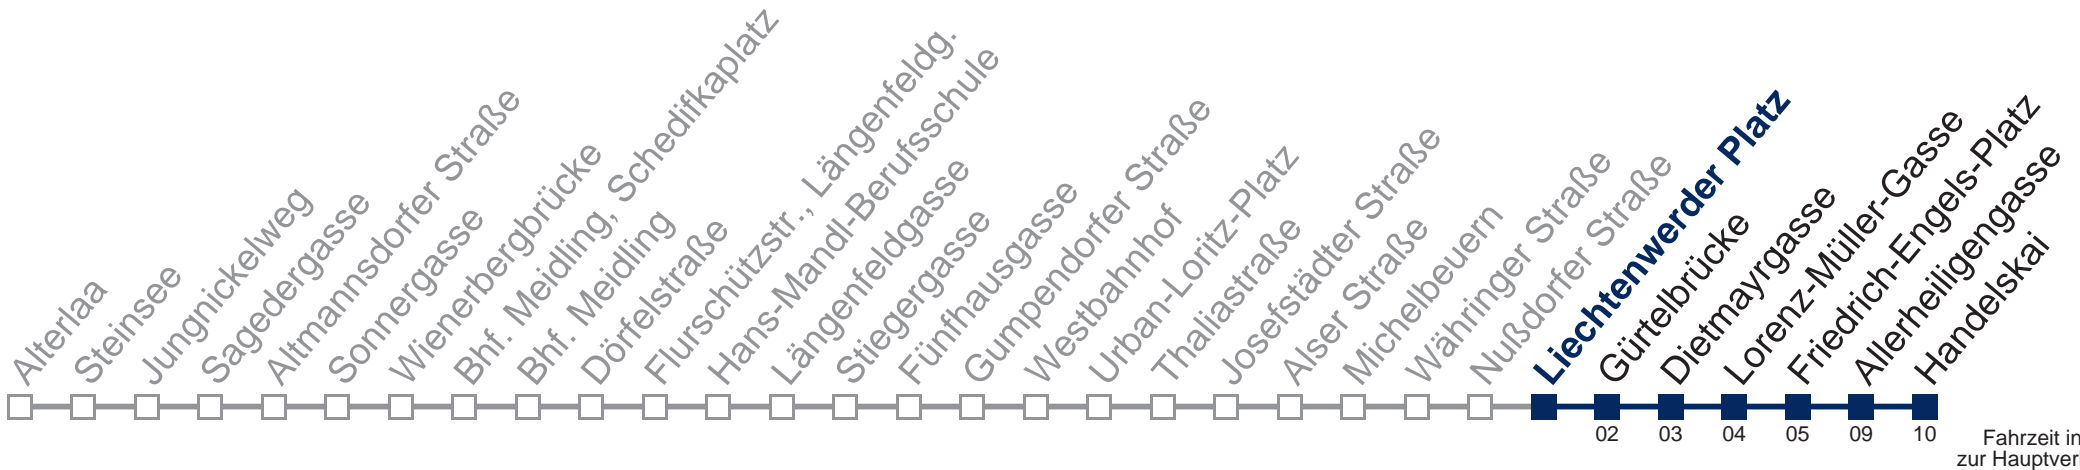 Alterlaa
Steinsee
Jungnickelweg
Sagedergasse
Altmannsdorfer Straße
Sonnergasse
Wienerbergbrücke
Bhf. Meidling, Schedifkaplatz
Bhf. Meidling
Dörfelstraße
Flurschützstr., Längenfeldg.
Hans-Mandl-Berufsschule
Längenfeldgasse
Stiegergasse
Fünfhausgasse
Gumpendorfer Straße
Westbahnhof
Urban-Loritz-Platz
Thaliastraße
Josefstädter Straße
Alser Straße
Michelbeuern
Währinger Straße
Nußdorfer Straße
Liechtenwerder Platz
Gürtelbrücke
Dietmayrgasse
Lorenz-Müller-Gasse
Friedrich-Engels-Platz
Allerheiligengasse
Handelskai
02 03 04 05 09 10
Fahrzeit in
zur Hauptver